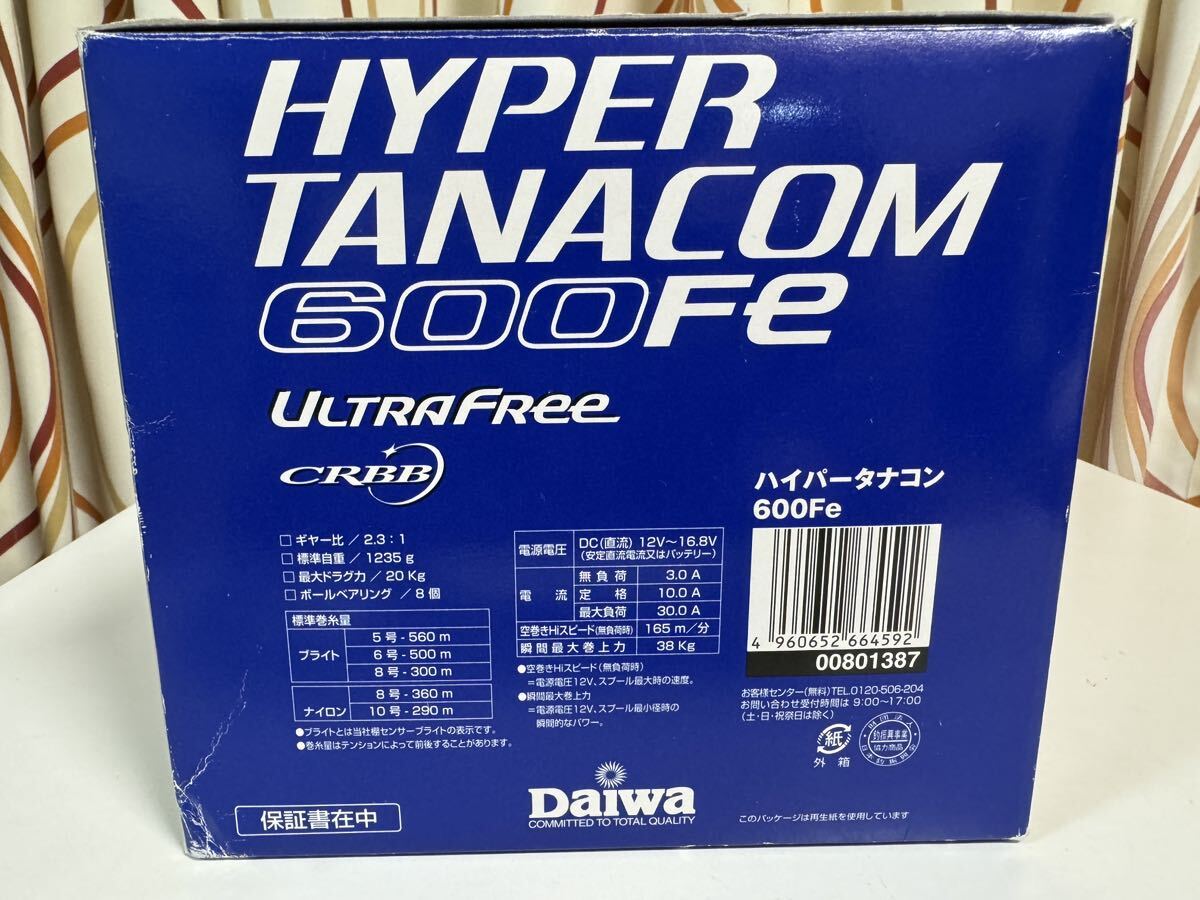 HYPER
TANACOM
600Fe
ULTRAFREE
CRBB
□ ギヤー比 / 2.3 : 1
□ 標準自重 / 1235 g
□ 最大ドラグ力 / 20 Kg
□ ボールベアリング / 8 個
標準巻糸量
ブライト
5 号 - 560 m
6 号 - 500 m
8 号 - 300 m
ナイロン
8 号 - 360 m
10 号 - 290 m
●ブライトとは当社棚センサーブライトの表示です。
●巻糸量はテンションによって前後することがあります。
保証書在中
電源電圧 DC(直流) 12V〜16.8V
(安定直流電流又はバッテリー)
電流
無負荷 3.0 A
定格 10.0 A
最大負荷 30.0 A
空巻きHiスピード(無負荷時) 165 m/分
瞬間最大巻上力 38 Kg
●空巻きHiスピード(無負荷時)
=電源電圧12V、スプール最大時の速度。
●瞬間最大巻上力
=電源電圧12V、スプール最小径時の
瞬間的なパワー。
Daiwa
COMMITTED TO TOTAL QUALITY
ハイパータナコン
600Fe
4 960652 664592
00801387
お客様センター(無料)TEL.0120-506-204
お問い合わせ受付時間は 9:00〜17:00
(土・日・祝祭日は除く)
紙
外箱
財団法人
釣振興事業
協力商品
このパッケージは再生紙を使用しています